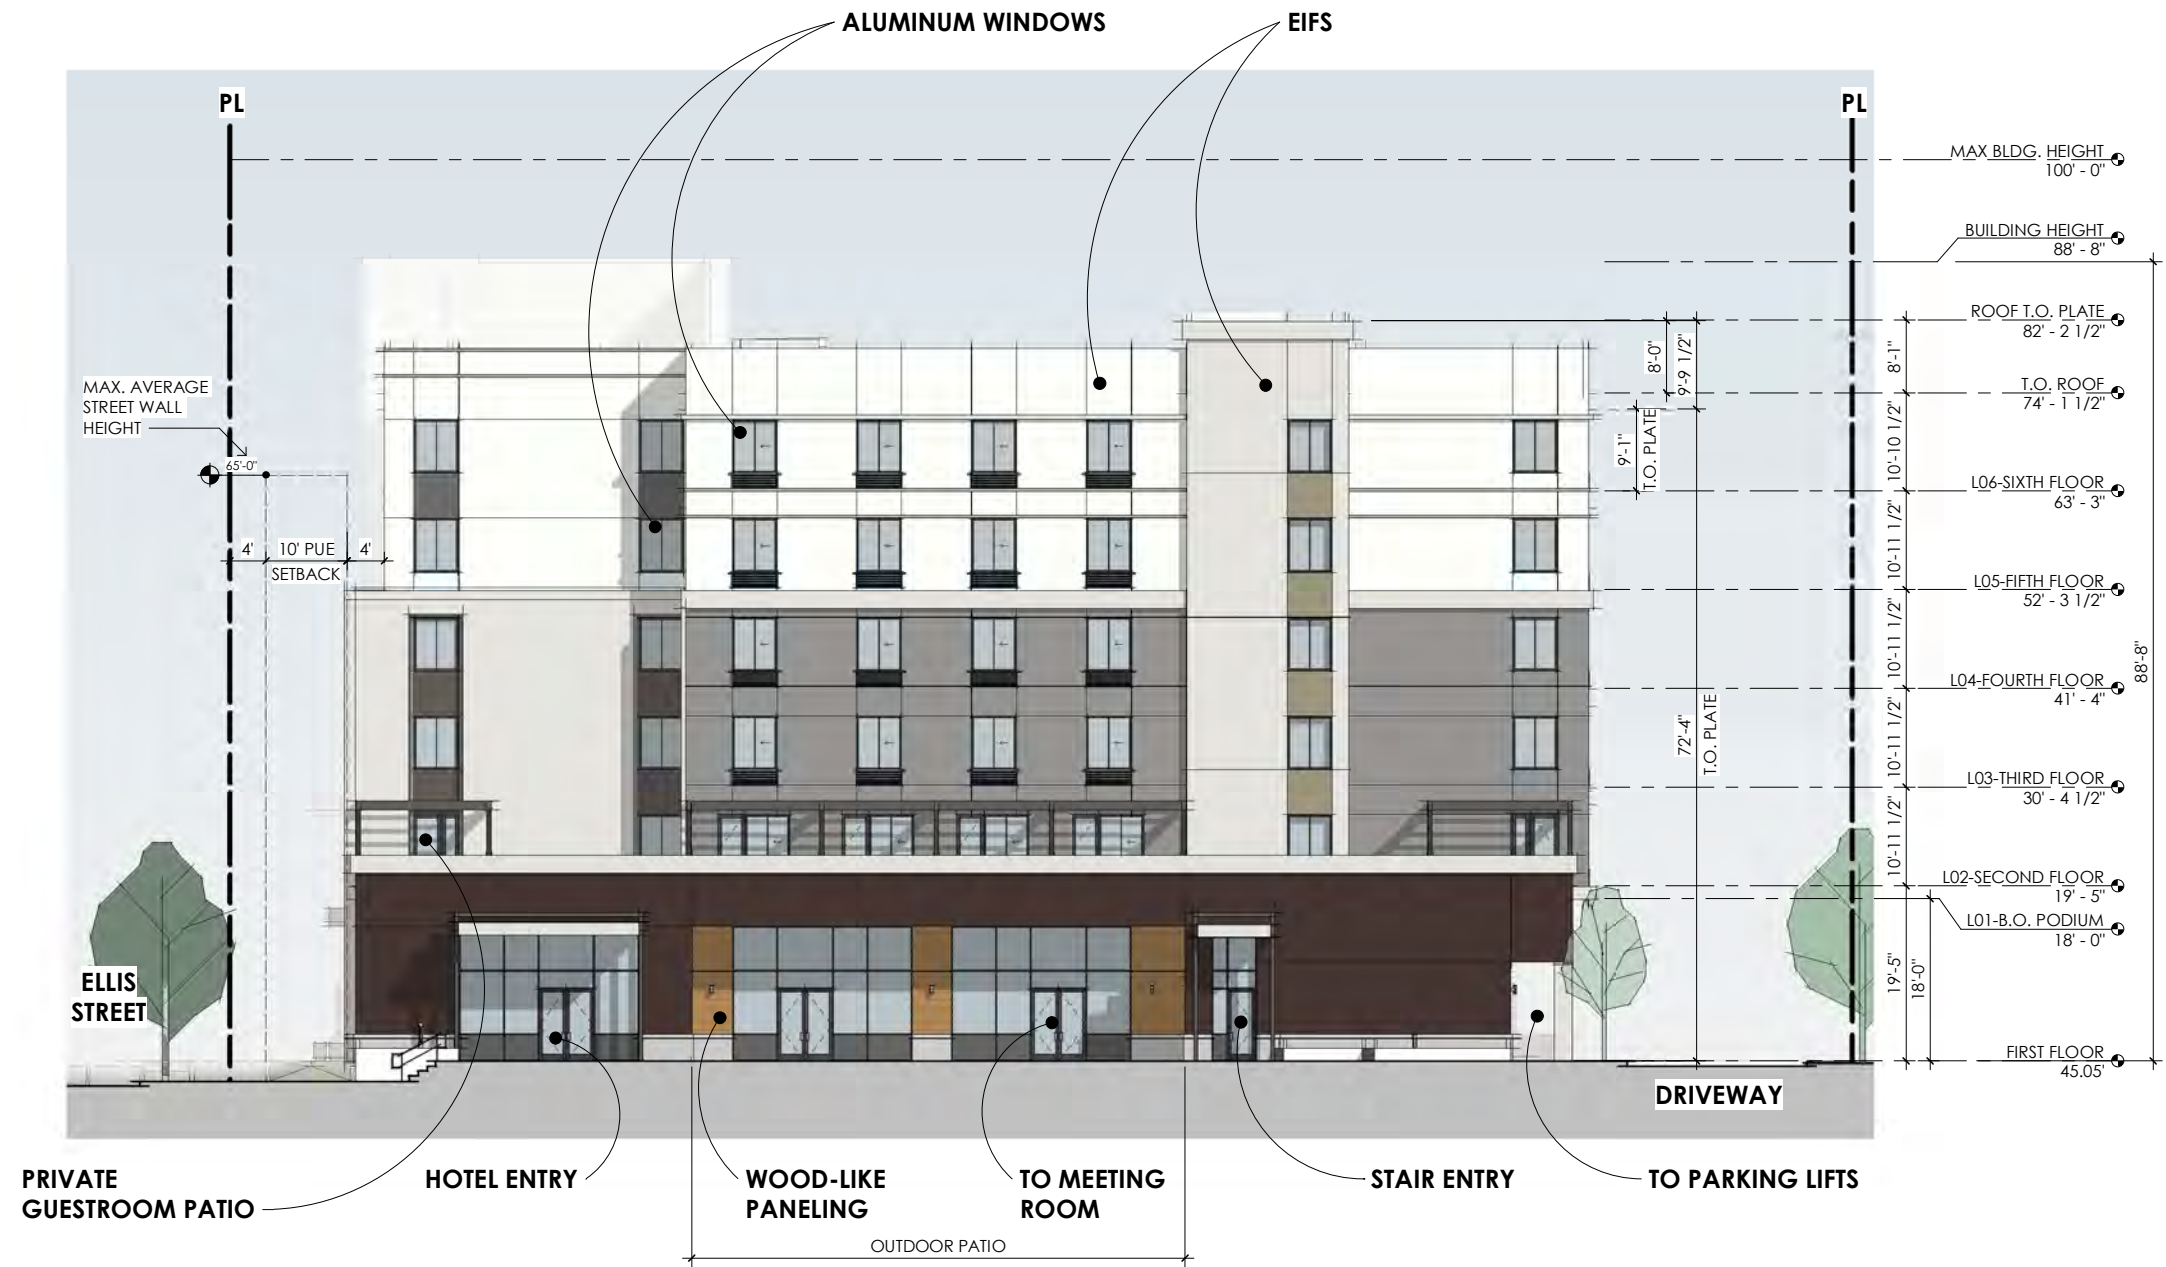 ALUMINUM WINDOWS
EIFS
PL
PL
MAX BLDG. HEIGHT
100' - 0"
BUILDING HEIGHT
88' - 8"
ROOF T.O. PLATE
82' - 2 1/2"
T.O. ROOF
74' - 1 1/2"
L06-SIXTH FLOOR
63' - 3"
L05-FIFTH FLOOR
52' - 3 1/2"
L04-FOURTH FLOOR
41' - 4"
L03-THIRD FLOOR
30' - 4 1/2"
L02-SECOND FLOOR
19' - 5"
L01-B.O. PODIUM
18' - 0"
FIRST FLOOR
45.05'
8'-0"
9'-9 1/2"
8'-1"
9'-1"
T.O. PLATE
10'-10 1/2"
10'-11 1/2"
10'-11 1/2"
10'-11 1/2"
10'-11 1/2"
72'-4"
T.O. PLATE
88'-8"
19'-5"
18'-0"
MAX. AVERAGE
STREET WALL
HEIGHT
65'-0"
4'
10' PUE
4'
SETBACK
ELLIS
STREET
DRIVEWAY
PRIVATE
GUESTROOM PATIO
HOTEL ENTRY
WOOD-LIKE
PANELING
TO MEETING
ROOM
STAIR ENTRY
TO PARKING LIFTS
OUTDOOR PATIO